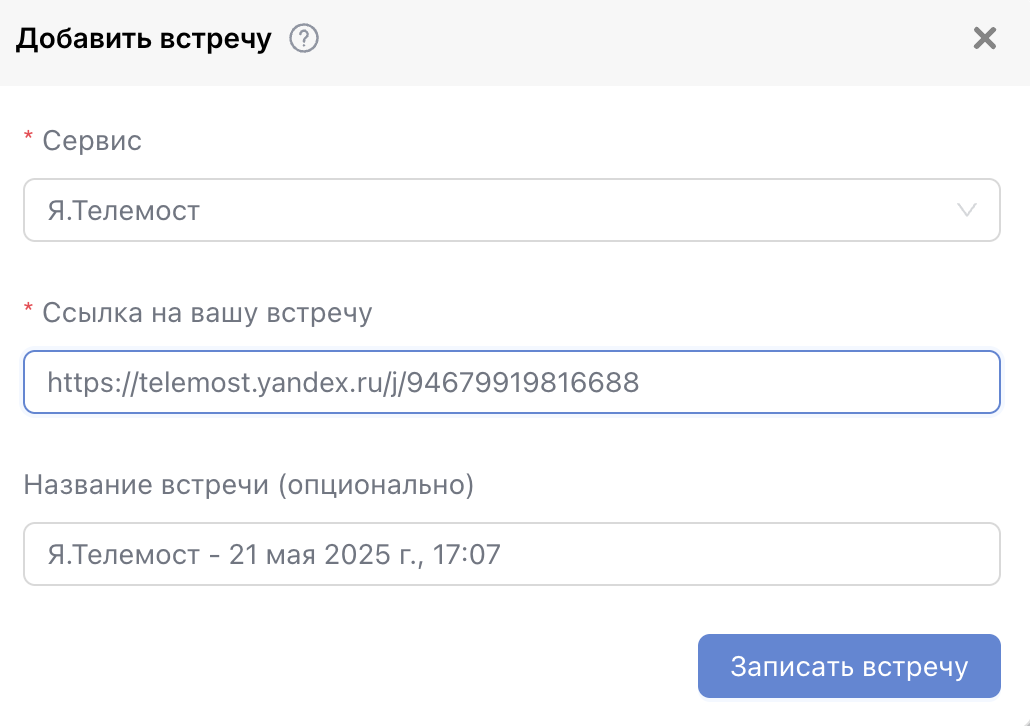 Добавить встречу ?
* Сервис
Я.Телемост
* Ссылка на вашу встречу
https://telemost.yandex.ru/j/94679919816688
Название встречи (опционально)
Я.Телемост - 21 мая 2025 г., 17:07
Записать встречу